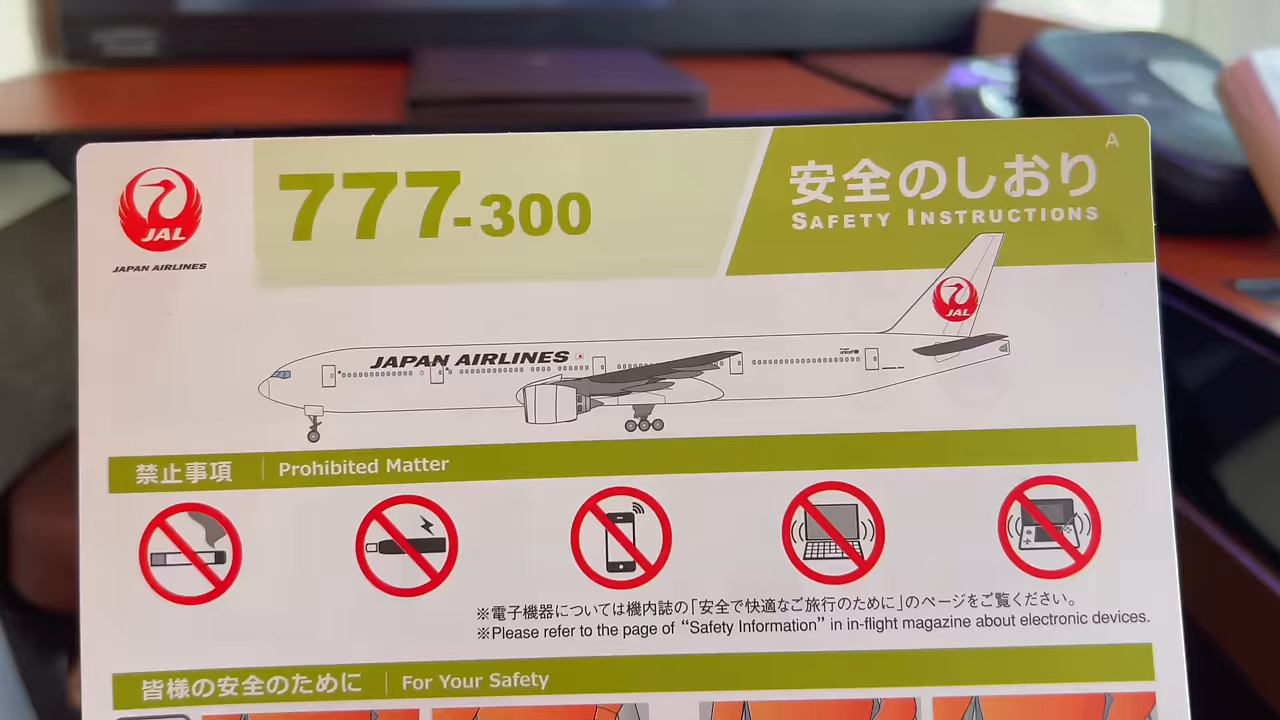 JAL
JAPAN AIRLINES
777-300
安全のしおり
SAFETY INSTRUCTIONS
A
JAL
JAPAN AIRLINES
unicef
禁止事項
Prohibited Matter
※電子機器については機内誌の「安全で快適なご旅行のために」のページをご覧ください。
※Please refer to the page of “Safety Information” in in-flight magazine about electronic devices.
皆様の安全のために
For Your Safety